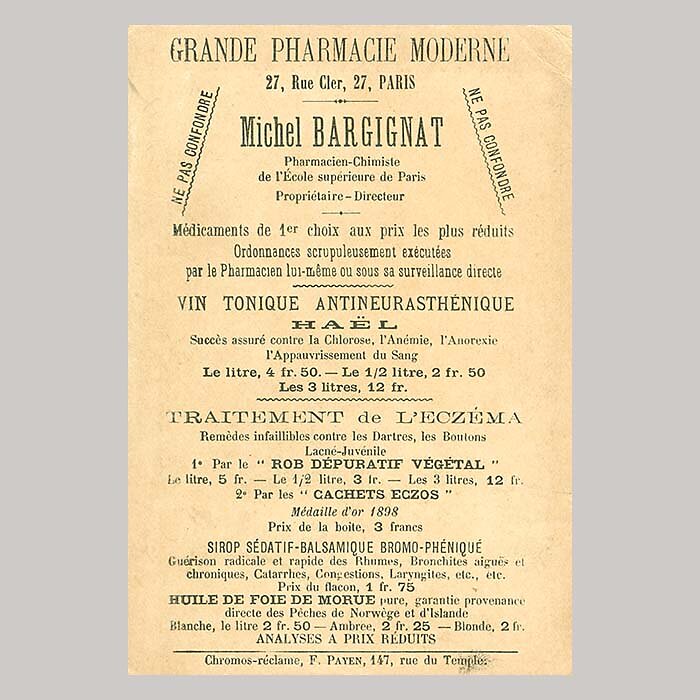 GRANDE PHARMACIE MODERNE
27, Rue Cler, 27, PARIS
NE PAS CONFONDRE
Michel BARGIGNAT
NE PAS CONFONDRE
Pharmacien-Chimiste
de l'École supérieure de Paris
Propriétaire - Directeur
Médicaments de 1er choix aux prix les plus réduits
Ordonnances scrupuleusement exécutées
par le Pharmacien lui-même ou sous sa surveillance directe
VIN TONIQUE ANTINEURASTHÉNIQUE
HAËL
Succès assuré contre la Chlorose, l'Anémie, l'Anorexie
l'Appauvrissement du Sang
Le litre, 4 fr. 50. — Le 1/2 litre, 2 fr. 50
Les 3 litres, 12 fr.
TRAITEMENT de L'ECZÉMA
Remèdes infaillibles contre les Dartres, les Boutons
Lacné-Juvénile
1º Par le " ROB DÉPURATIF VÉGÉTAL "
Le litre, 5 fr. — Le 1/2 litre, 3 fr. — Les 3 litres, 12 fr.
2º Par les " CACHETS ECZOS "
Médaille d'or 1898
Prix de la boite, 3 francs
SIROP SÉDATIF-BALSAMIQUE BROMO-PHÉNIQUÉ
Guérison radicale et rapide des Rhumes, Bronchites aiguës et
chroniques, Catarrhes, Congestions, Laryngites, etc., etc.
Prix du flacon, 1 fr. 75
HUILE DE FOIE DE MORUE pure, garantie provenance
directe des Pêches de Norwège et d'Islande
Blanche, le litre 2 fr. 50 — Ambree, 2 fr. 25 — Blonde, 2 fr.
ANALYSES A PRIX RÉDUITS
Chromos-réclame, F. PAYEN, 147, rue du Temple.